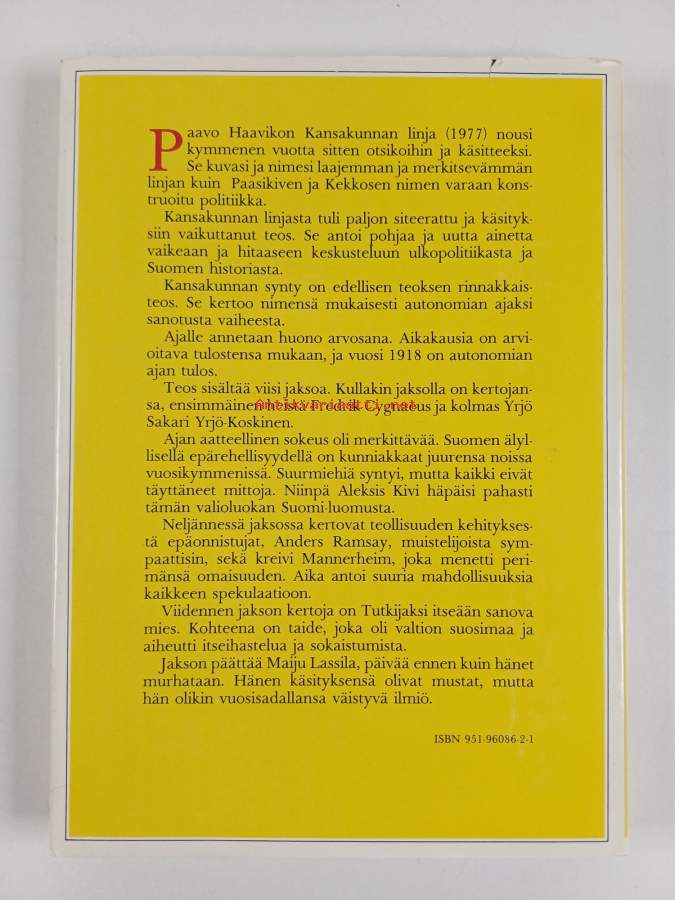 Paavo Haavikon Kansakunnan linja (1977) nousi
kymmenen vuotta sitten otsikoihin ja käsitteeksi.
Se kuvasi ja nimesi laajemman ja merkitsevämmän
linjan kuin Paasikiven ja Kekkosen nimen varaan kons-
truoitu politiikka.
Kansakunnan linjasta tuli paljon siteerattu ja käsityk-
siin vaikuttanut teos. Se antoi pohjaa ja uutta ainetta
vaikeaan ja hitaaseen keskusteluun ulkopolitiikasta ja
Suomen historiasta.
Kansakunnan synty on edellisen teoksen rinnakkais-
teos. Se kertoo nimensä mukaisesti autonomian ajaksi
sanotusta vaiheesta.
Ajalle annetaan huono arvosana. Aikakausia on arvi-
oitava tulostensa mukaan, ja vuosi 1918 on autonomian
ajan tulos.
Teos sisältää viisi jaksoa. Kullakin jaksolla on kertojan-
sa, ensimmäinen heistä Fredrik Cygnaeus ja kolmas Yrjö
Antikvariaatti.net
Sakari Yrjö-Koskinen.
Ajan aatteellinen sokeus oli merkittävää. Suomen älyl-
lisellä epärehellisyydellä on kunniakkaat juurensa noissa
vuosikymmenissä. Suurmiehiä syntyi, mutta kaikki eivät
täyttäneet mittoja. Niinpä Aleksis Kivi häpäisi pahasti
tämän valioluokan Suomi-luomusta.
Neljännessä jaksossa kertovat teollisuuden kehitykses-
tä epäonnistujat, Anders Ramsay, muistelijoista sym-
paattisin, sekä kreivi Mannerheim, joka menetti peri-
mänsä omaisuuden. Aika antoi suuria mahdollisuuksia
kaikkeen spekulaatioon.
Viidennen jakson kertoja on Tutkijaksi itseään sanova
mies. Kohteena on taide, joka oli valtion suosimaa ja
aiheutti itseihastelua ja sokaistumista.
Jakson päättää Maiju Lassila, päivää ennen kuin hänet
murhataan. Hänen käsityksensä olivat mustat, mutta
hän olikin vuosisadallansa väistyvä ilmiö.
ISBN 951-96086-2-1